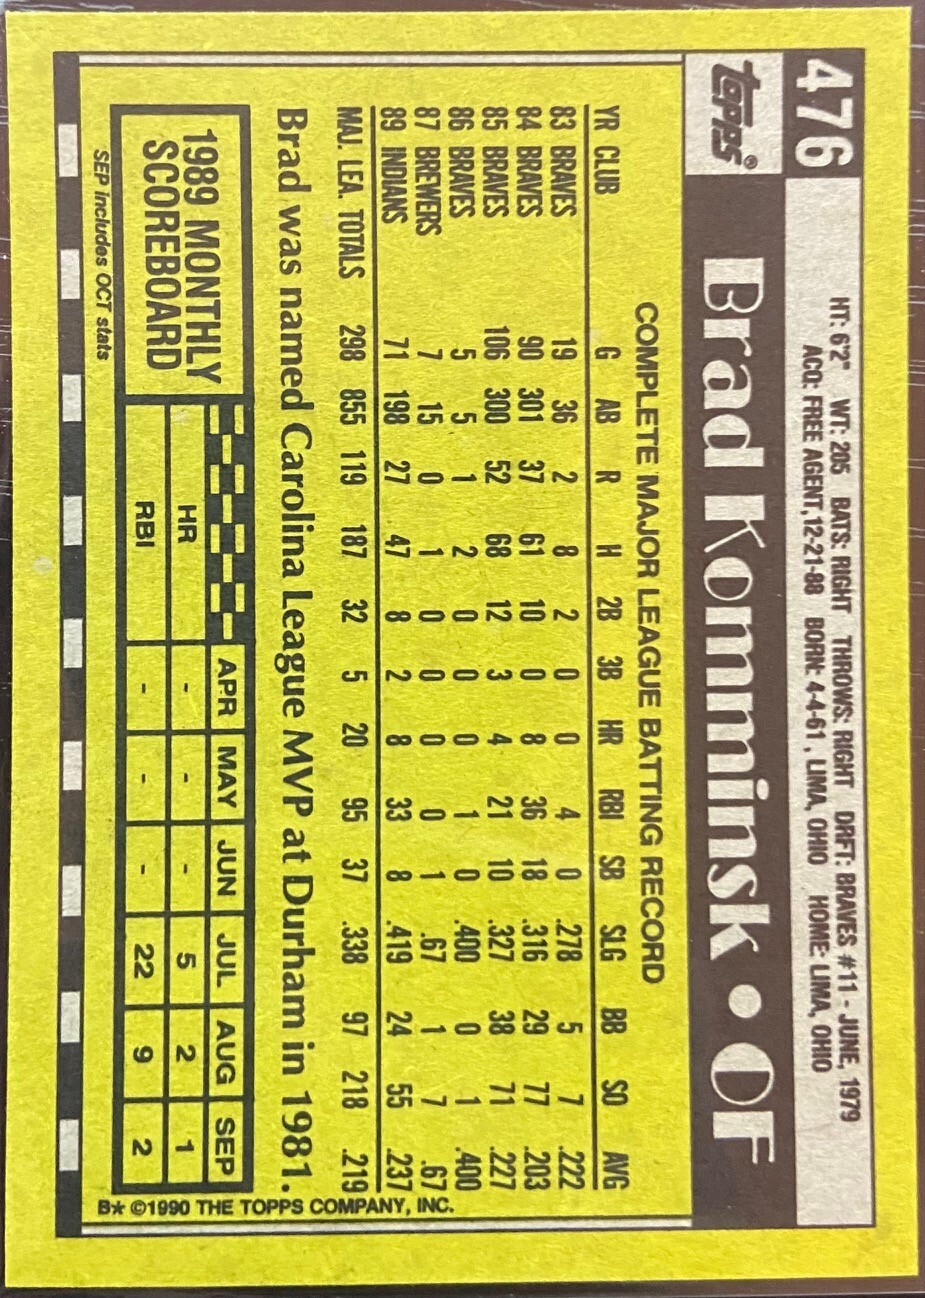 476
HT: 6'2" WT: 205 BATS: RIGHT THROWS: RIGHT DRFT: BRAVES #11 - JUNE, 1979
ACQ: FREE AGENT, 12-21-88 BORN: 4-4-61, LIMA, OHIO HOME: LIMA, OHIO
TOPPS®
Brad Komminsk • OF
COMPLETE MAJOR LEAGUE BATTING RECORD
YR CLUB G AB R H 2B 3B HR RBI SB SLG BB SO AVG
83 BRAVES 19 36 2 8 2 0 0 4 0 .278 5 7 .222
84 BRAVES 90 301 37 61 10 0 8 36 18 .316 29 77 .203
85 BRAVES 106 300 52 68 12 3 4 21 10 .327 38 71 .227
86 BRAVES 5 5 1 2 0 0 0 1 0 .400 0 1 .400
87 BREWERS 7 15 0 1 0 0 0 0 1 .67 1 7 .67
89 INDIANS 71 198 27 47 8 2 8 33 8 .419 24 55 .237
MAJ. LEA. TOTALS 298 855 119 187 32 5 20 95 37 .338 97 218 .219
Brad was named Carolina League MVP at Durham in 1981.
1989 MONTHLY
SCOREBOARD
APR MAY JUN JUL AUG SEP
HR - - - 5 2 1
RBI - - - 22 9 2
SEP includes OCT stats
B* ©1990 THE TOPPS COMPANY, INC.